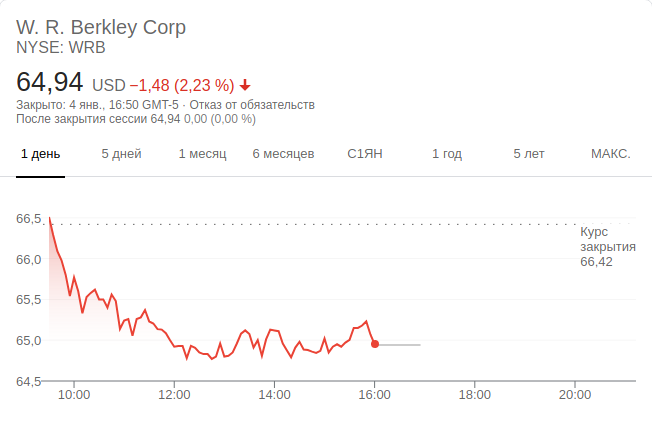 W. R. Berkley Corp
NYSE: WRB
64,94 USD −1,48 (2,23 %)
Закрыто: 4 янв., 16:50 GMT-5 · Отказ от обязательств
После закрытия сессии 64,94 0,00 (0,00 %)
1 день 5 дней 1 месяц 6 месяцев С1ЯН 1 год 5 лет МАКС.
66,5
Курс
закрытия
66,42
66,0
65,5
65,0
64,5
10:00 12:00 14:00 16:00 18:00 20:00